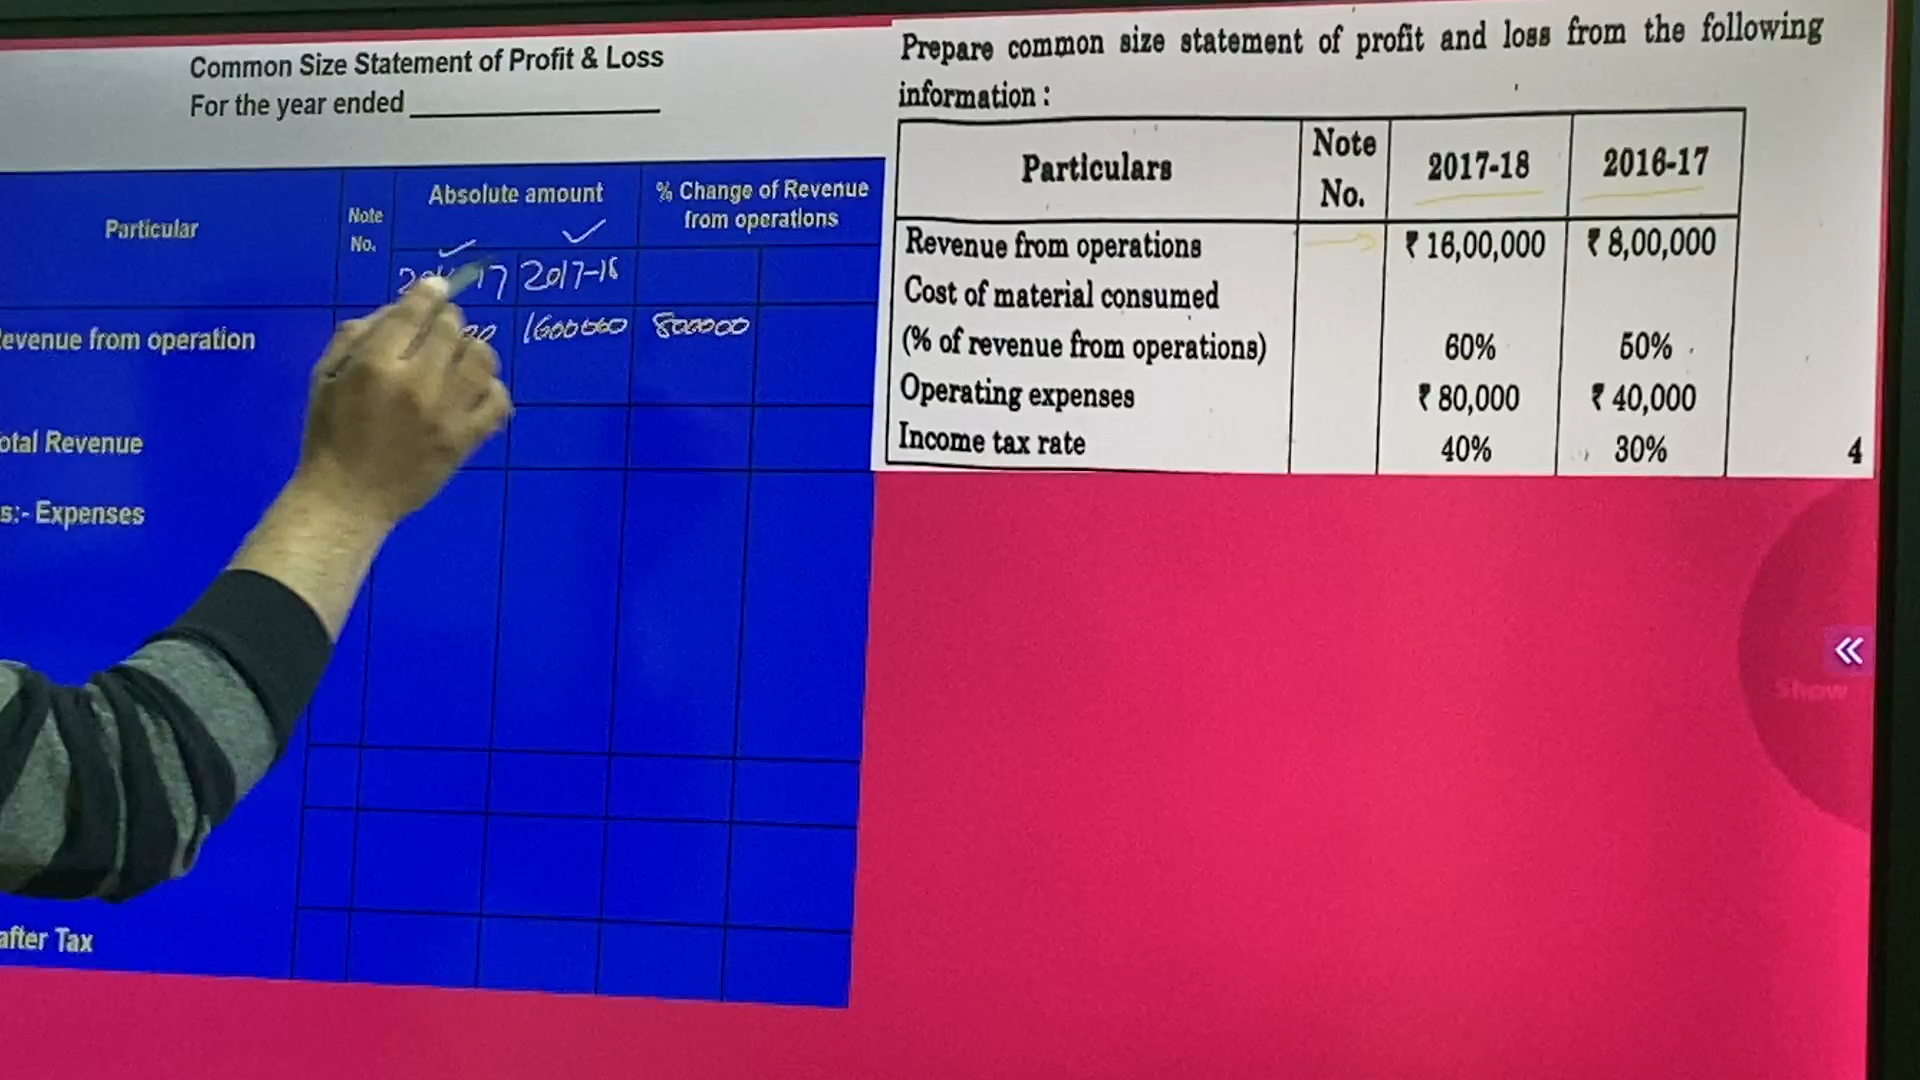 Common Size Statement of Profit & Loss
For the year ended
Particular
Note
No.
Absolute amount
% Change of Revenue
from operations
17 2017-18
evenue from operation
00 1600000 800000
otal Revenue
s:- Expenses
after Tax
Prepare common size statement of profit and loss from the following
information :
Particulars Note No. 2017-18 2016-17
Revenue from operations ₹ 16,00,000 ₹ 8,00,000
Cost of material consumed
(% of revenue from operations) 60% 50%
Operating expenses ₹ 80,000 ₹ 40,000
Income tax rate 40% 30%
4
Show